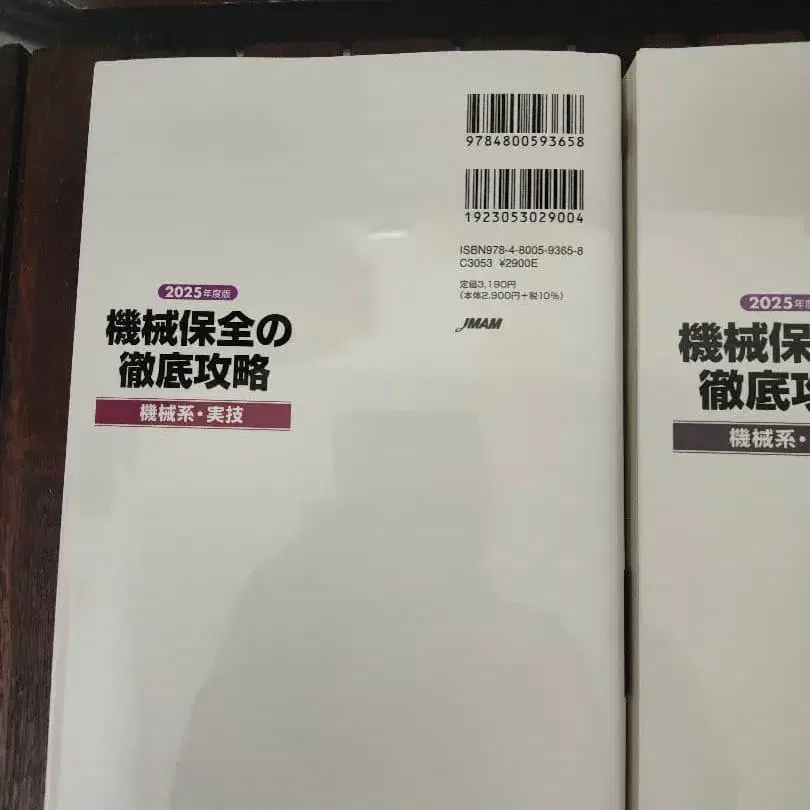 9784800593658
1923053029004
ISBN978-4-8005-9365-8
C3053 ¥2900E
定価3,190円
(本体2,900円+税10%)
JMAM
2025年度版
機械保全の
徹底攻略
機械系・実技
2025年度
機械保
徹底
機械系・